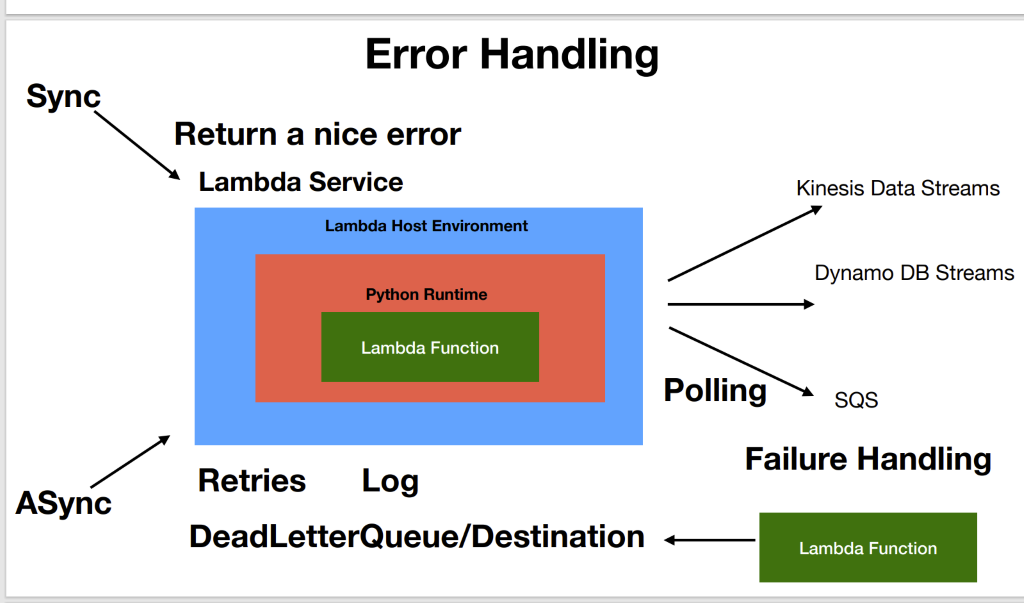 Error Handling
Sync
Return a nice error
Lambda Service
Lambda Host Environment
Python Runtime
Lambda Function
Kinesis Data Streams
Dynamo DB Streams
SQS
Polling
Failure Handling
ASync
Retries
Log
DeadLetterQueue/Destination
Lambda Function